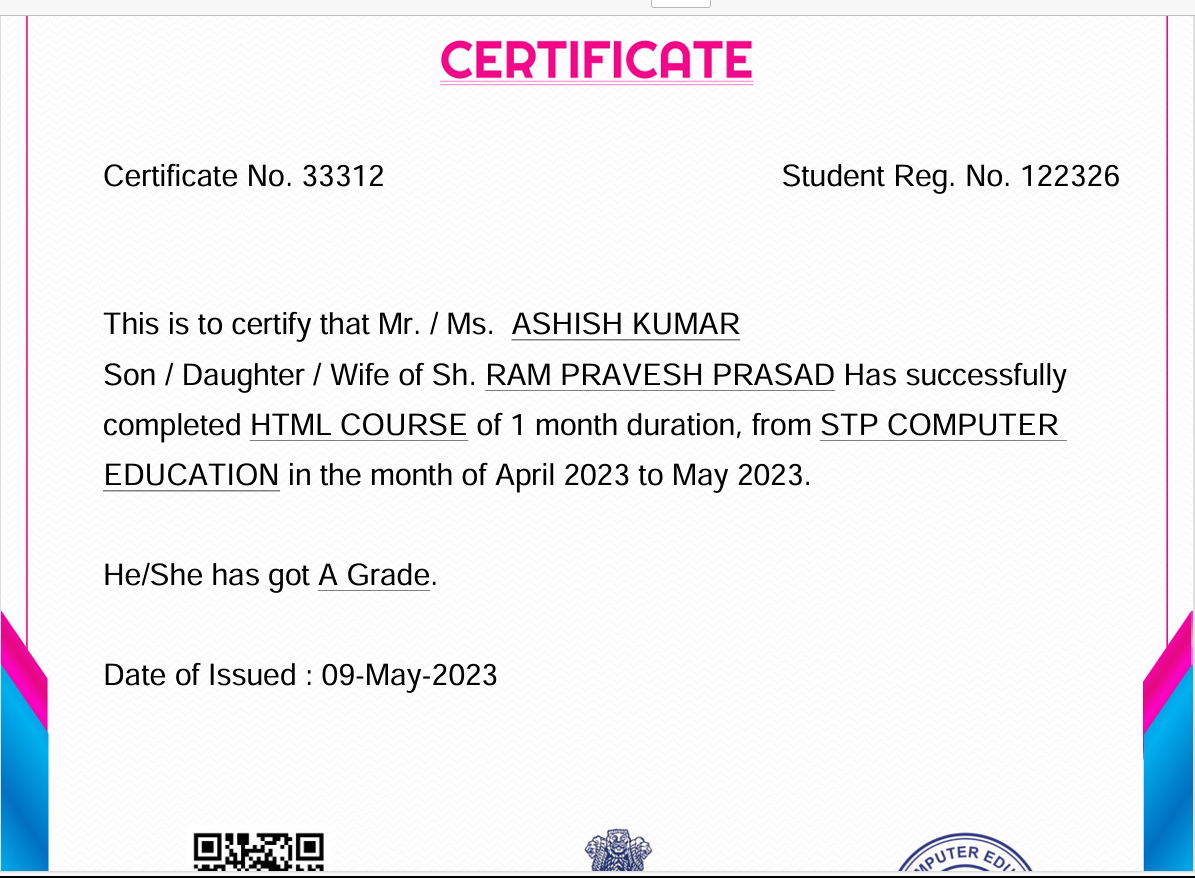 CERTIFICATE
Certificate No. 33312
Student Reg. No. 122326
This is to certify that Mr. / Ms. ASHISH KUMAR
Son / Daughter / Wife of Sh. RAM PRAVESH PRASAD Has successfully
completed HTML COURSE of 1 month duration, from STP COMPUTER
EDUCATION in the month of April 2023 to May 2023.
He/She has got A Grade.
Date of Issued : 09-May-2023